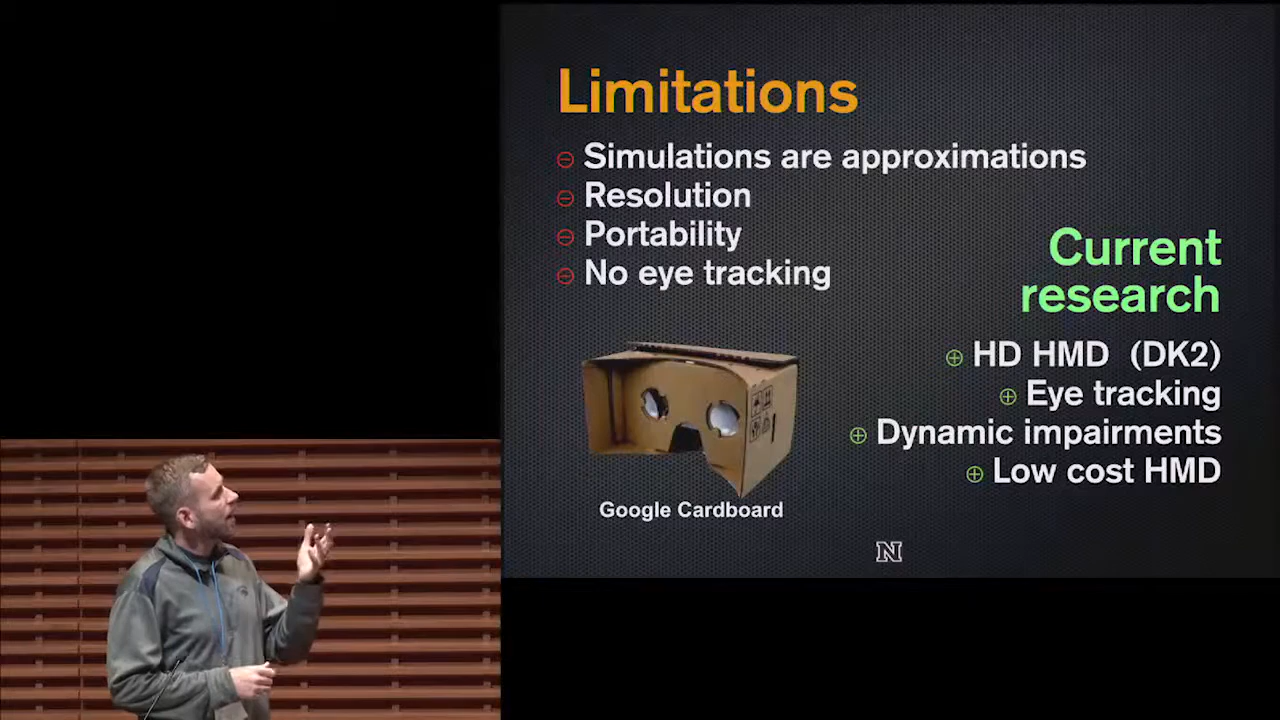 Limitations
⊖ Simulations are approximations
⊖ Resolution
⊖ Portability
⊖ No eye tracking
Current
research
⊕ HD HMD (DK2)
⊕ Eye tracking
⊕ Dynamic impairments
⊕ Low cost HMD
Google Cardboard
N